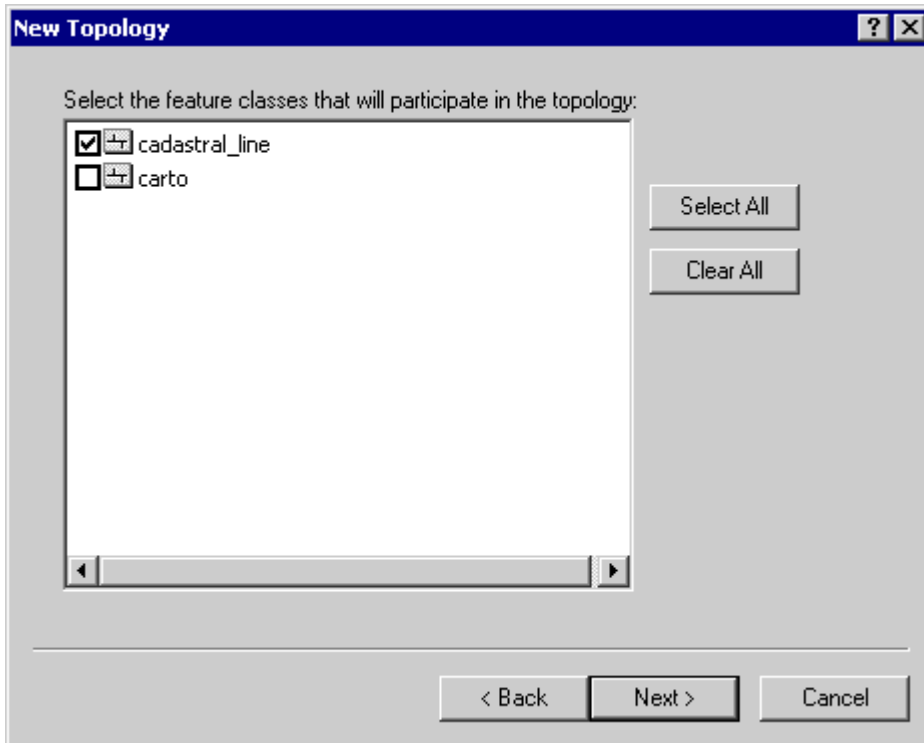 New Topology
Select the feature classes that will participate in the topology:
cadastral_line
carto
Select All
Clear All
< Back
Next >
Cancel